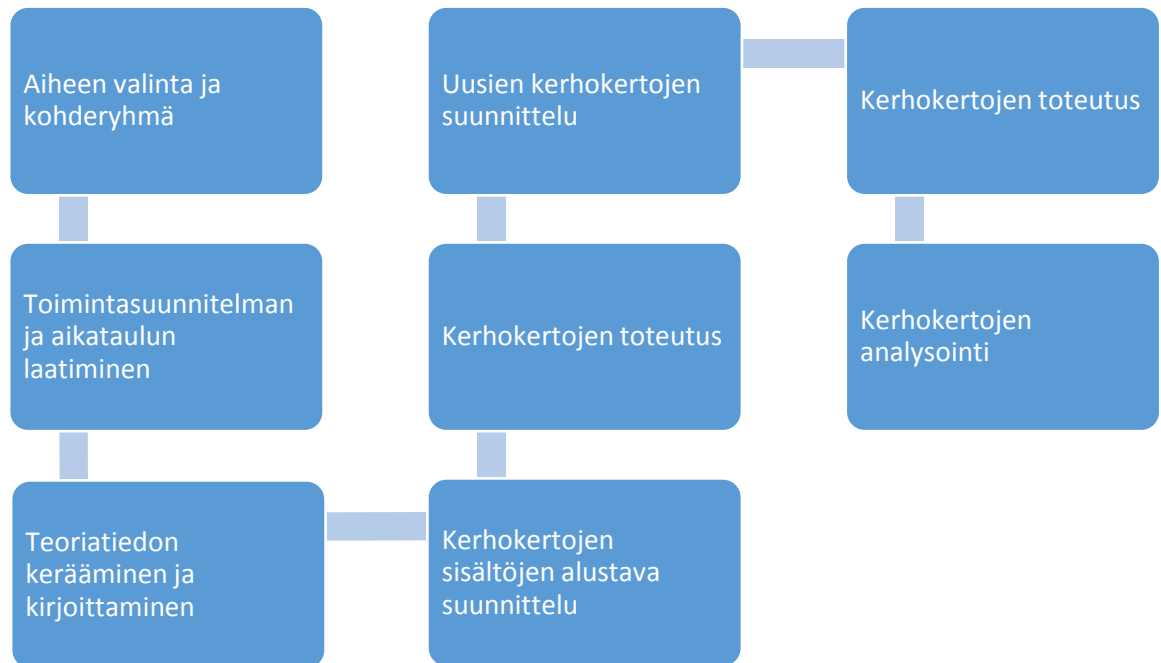 Aiheen valinta ja
kohderyhmä
Toimintasuunnitelman
ja aikataulun
laatiminen
Teoriatiedon
kerääminen ja
kirjoittaminen
Kerhokertojen
sisältöjen alustava
suunnittelu
Kerhokertojen toteutus
Uusien kerhokertojen
suunnittelu
Kerhokertojen toteutus
Kerhokertojen
analysointi